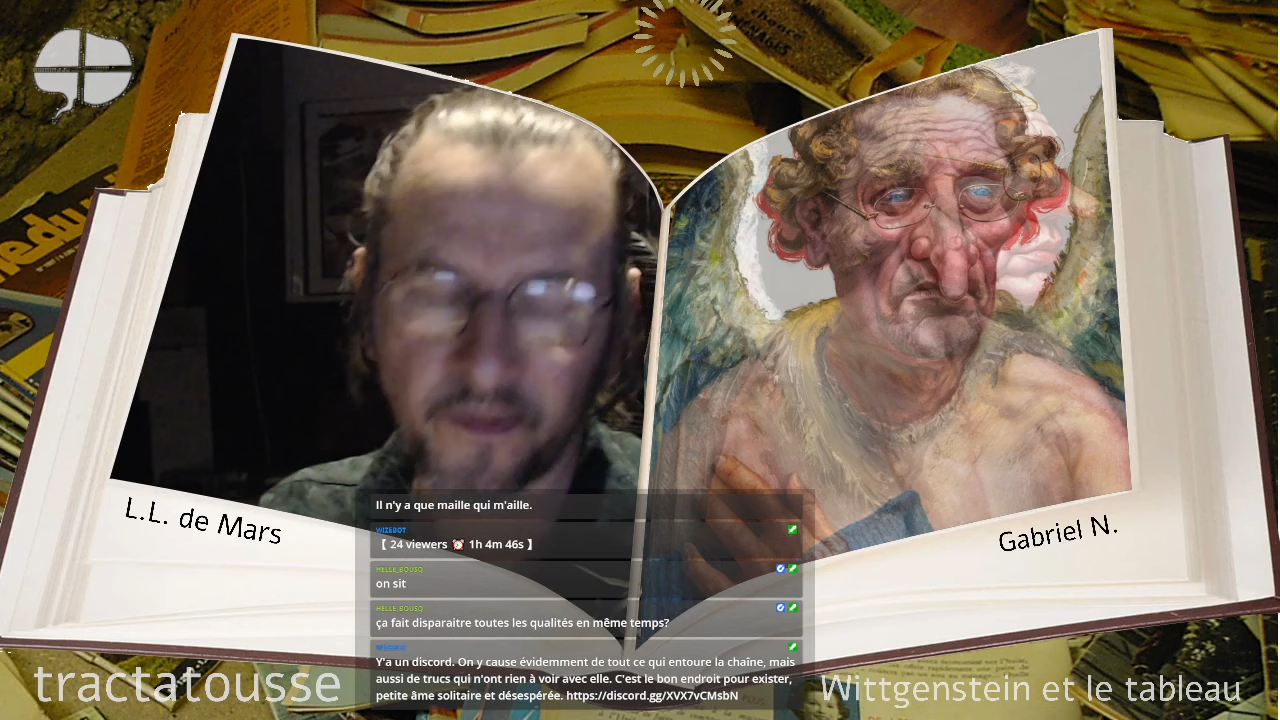 L.L. de Mars
Gabriel N.
Il n'y a que maille qui m'aille.
WIZEBOT
【 24 viewers ⏰ 1h 4m 46s 】
HELLE_BOUSQ
on sit
HELLE_BOUSQ
ça fait disparaitre toutes les qualités en même temps?
Y'a un discord. On y cause évidemment de tout ce qui entoure la chaîne, mais
aussi de trucs qui n'ont rien à voir avec elle. C'est le bon endroit pour exister,
petite âme solitaire et désespérée. https://discord.gg/XVX7vCMsbN
tractatousse
Wittgenstein et le tableau